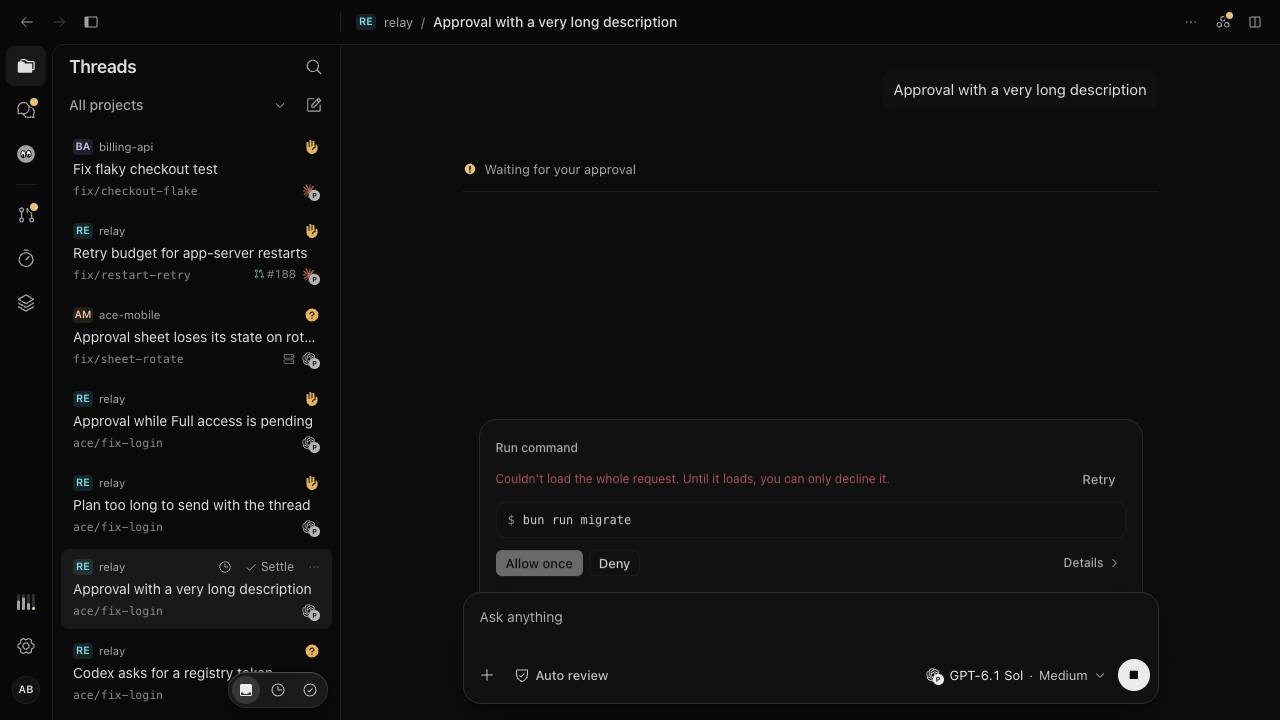 RE relay / Approval with a very long description
Threads
All projects
BA billing-api
Fix flaky checkout test
fix/checkout-flake
P
RE relay
Retry budget for app-server restarts
fix/restart-retry #188
P
AM ace-mobile ?
Approval sheet loses its state on rot...
fix/sheet-rotate
P
RE relay
Approval while Full access is pending
ace/fix-login
P
RE relay
Plan too long to send with the thread
ace/fix-login
P
RE relay Settle
Approval with a very long description
ace/fix-login
P
RE relay ?
Codex asks for a registry token
ace/fix-login
AB
Approval with a very long description
Waiting for your approval
Run command
Couldn't load the whole request. Until it loads, you can only decline it. Retry
$ bun run migrate
Allow once Deny Details
Ask anything
Auto review P GPT-6.1 Sol · Medium